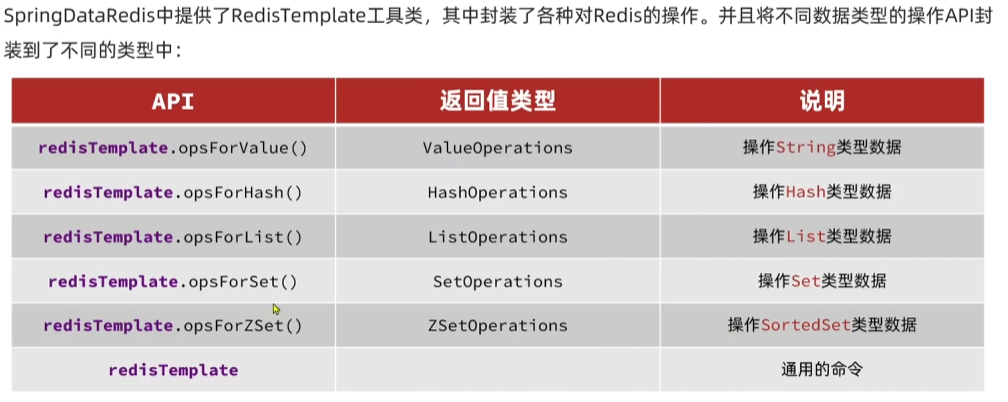 SpringDataRedis中提供了RedisTemplate工具类，其中封装了各种对Redis的操作。并且将不同数据类型的操作API封
装到了不同的类型中：
API 返回值类型 说明
redisTemplate.opsForValue() ValueOperations 操作String类型数据
redisTemplate.opsForHash() HashOperations 操作Hash类型数据
redisTemplate.opsForList() ListOperations 操作List类型数据
redisTemplate.opsForSet() SetOperations 操作Set类型数据
redisTemplate.opsForZSet() ZSetOperations 操作SortedSet类型数据
redisTemplate 通用的命令